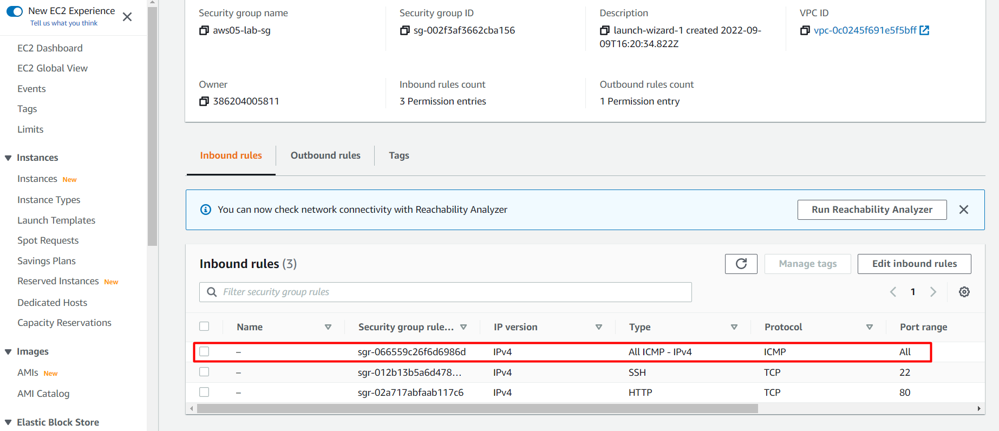 New EC2 Experience
Tell us what you think
EC2 Dashboard
EC2 Global View
Events
Tags
Limits
Instances
Instances New
Instance Types
Launch Templates
Spot Requests
Savings Plans
Reserved Instances New
Dedicated Hosts
Capacity Reservations
Images
AMIs New
AMI Catalog
Elastic Block Store
Security group name
aws05-lab-sg
Security group ID
sg-002f3af3662cba156
Description
launch-wizard-1 created 2022-09-
09T16:20:34.822Z
VPC ID
vpc-0c0245f691e5f5bff
Owner
386204005811
Inbound rules count
3 Permission entries
Outbound rules count
1 Permission entry
Inbound rules Outbound rules Tags
You can now check network connectivity with Reachability Analyzer Run Reachability Analyzer
Inbound rules (3) Manage tags Edit inbound rules
Filter security group rules 1
Name Security group rule... IP version Type Protocol Port range
– sgr-066559c26f6d6986d IPv4 All ICMP - IPv4 ICMP All
– sgr-012b13b5a6d478... IPv4 SSH TCP 22
– sgr-02a717abfaab117c6 IPv4 HTTP TCP 80